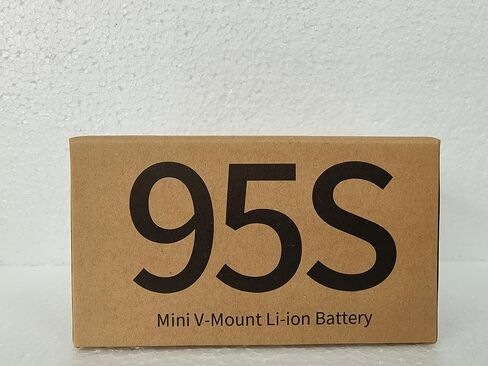 95S
Mini V-Mount Li-ion Battery